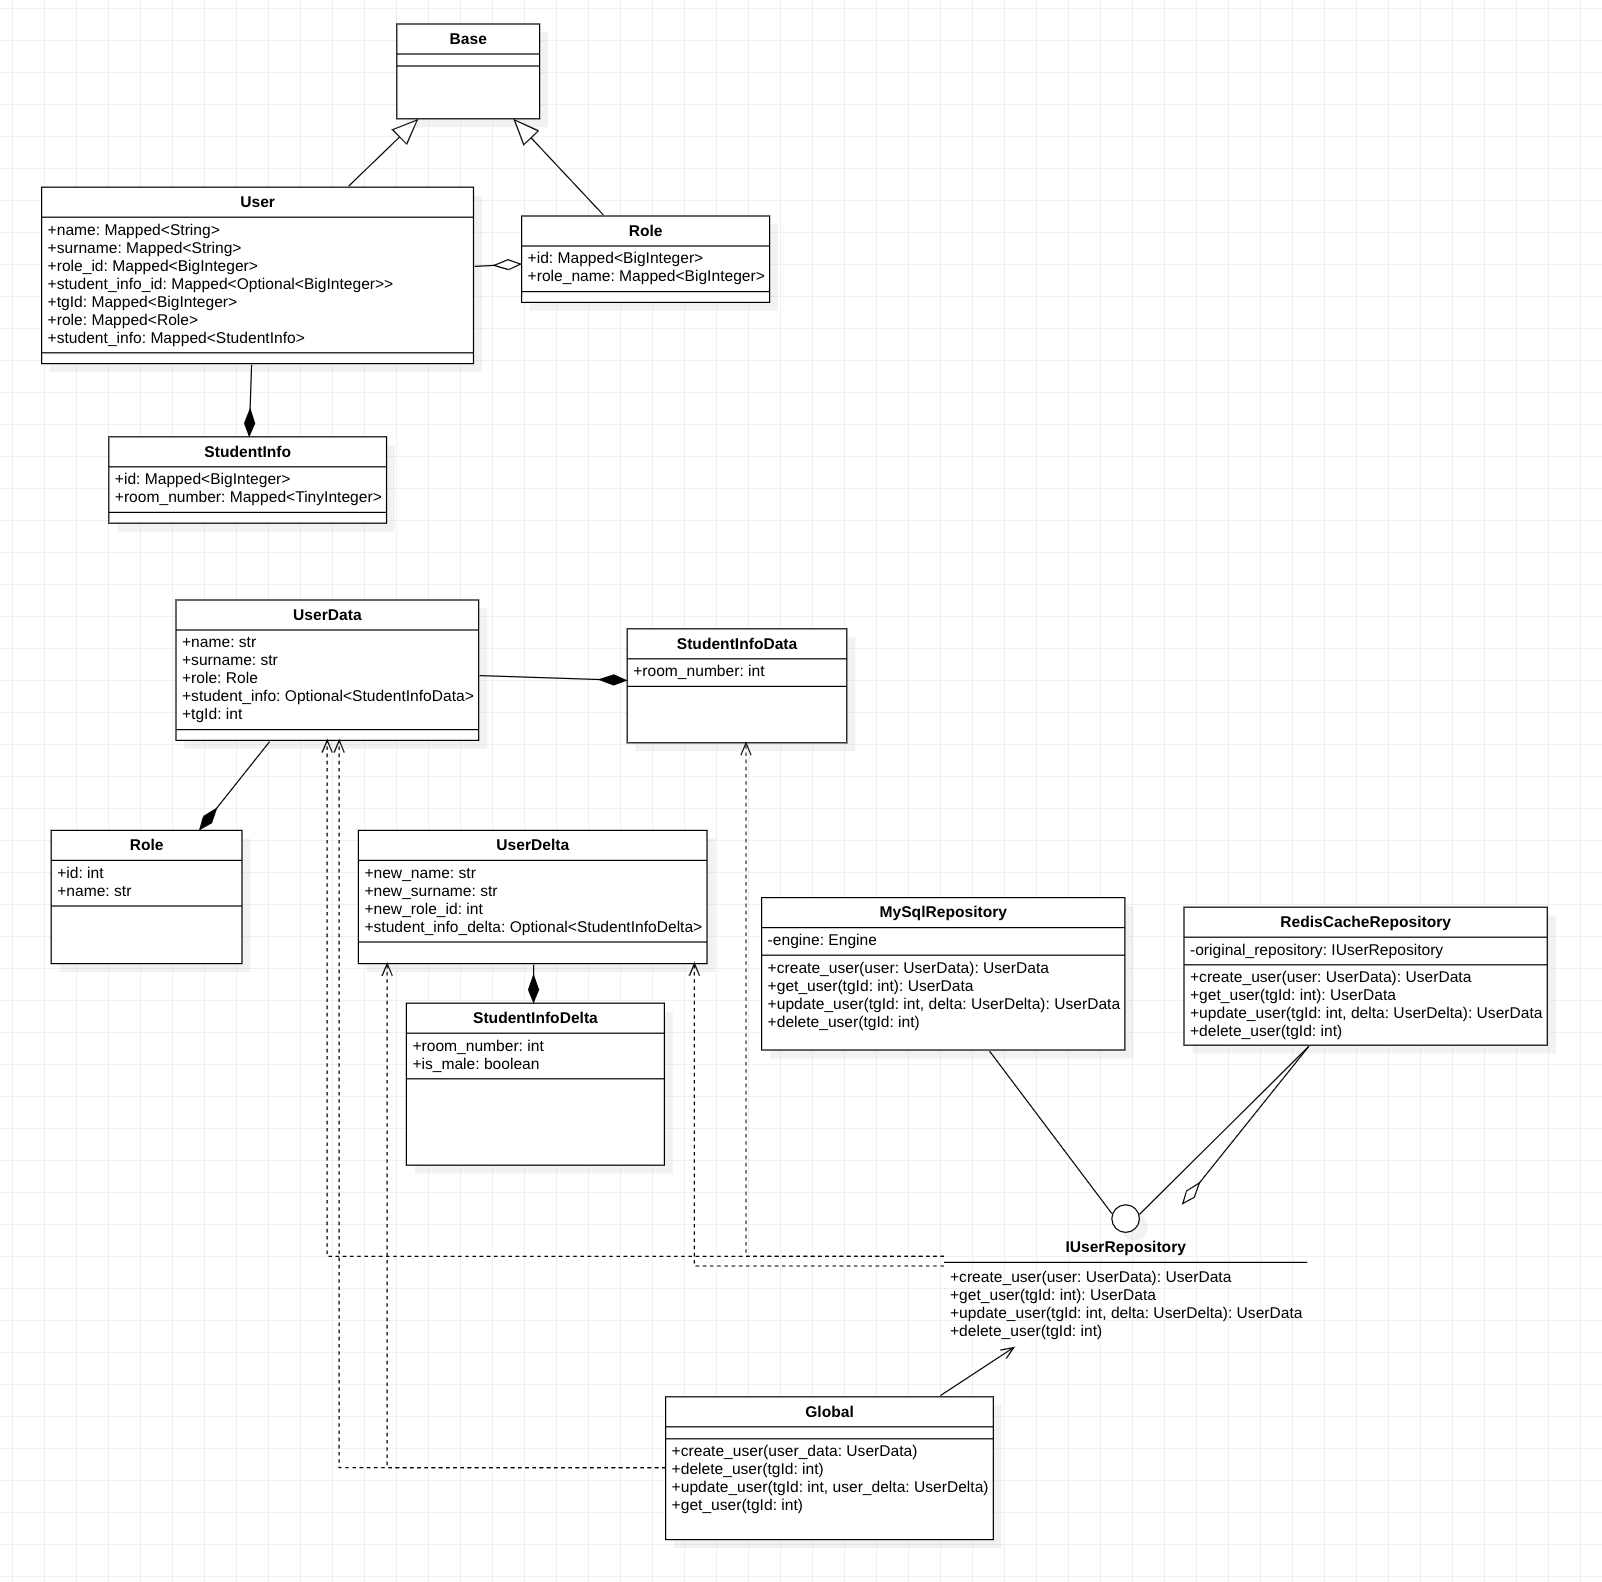 Base
User
+name: Mapped<String>
+surname: Mapped<String>
+role_id: Mapped<BigInteger>
+student_info_id: Mapped<Optional<BigInteger>>
+tgId: Mapped<BigInteger>
+role: Mapped<Role>
+student_info: Mapped<StudentInfo>
Role
+id: Mapped<BigInteger>
+role_name: Mapped<BigInteger>
StudentInfo
+id: Mapped<BigInteger>
+room_number: Mapped<TinyInteger>
UserData
+name: str
+surname: str
+role: Role
+student_info: Optional<StudentInfoData>
+tgId: int
StudentInfoData
+room_number: int
Role
+id: int
+name: str
UserDelta
+new_name: str
+new_surname: str
+new_role_id: int
+student_info_delta: Optional<StudentInfoDelta>
StudentInfoDelta
+room_number: int
+is_male: boolean
MySqlRepository
-engine: Engine
+create_user(user: UserData): UserData
+get_user(tgId: int): UserData
+update_user(tgId: int, delta: UserDelta): UserData
+delete_user(tgId: int)
RedisCacheRepository
-original_repository: IUserRepository
+create_user(user: UserData): UserData
+get_user(tgId: int): UserData
+update_user(tgId: int, delta: UserDelta): UserData
+delete_user(tgId: int)
IUserRepository
+create_user(user: UserData): UserData
+get_user(tgId: int): UserData
+update_user(tgId: int, delta: UserDelta): UserData
+delete_user(tgId: int)
Global
+create_user(user_data: UserData)
+delete_user(tgId: int)
+update_user(tgId: int, user_delta: UserDelta)
+get_user(tgId: int)